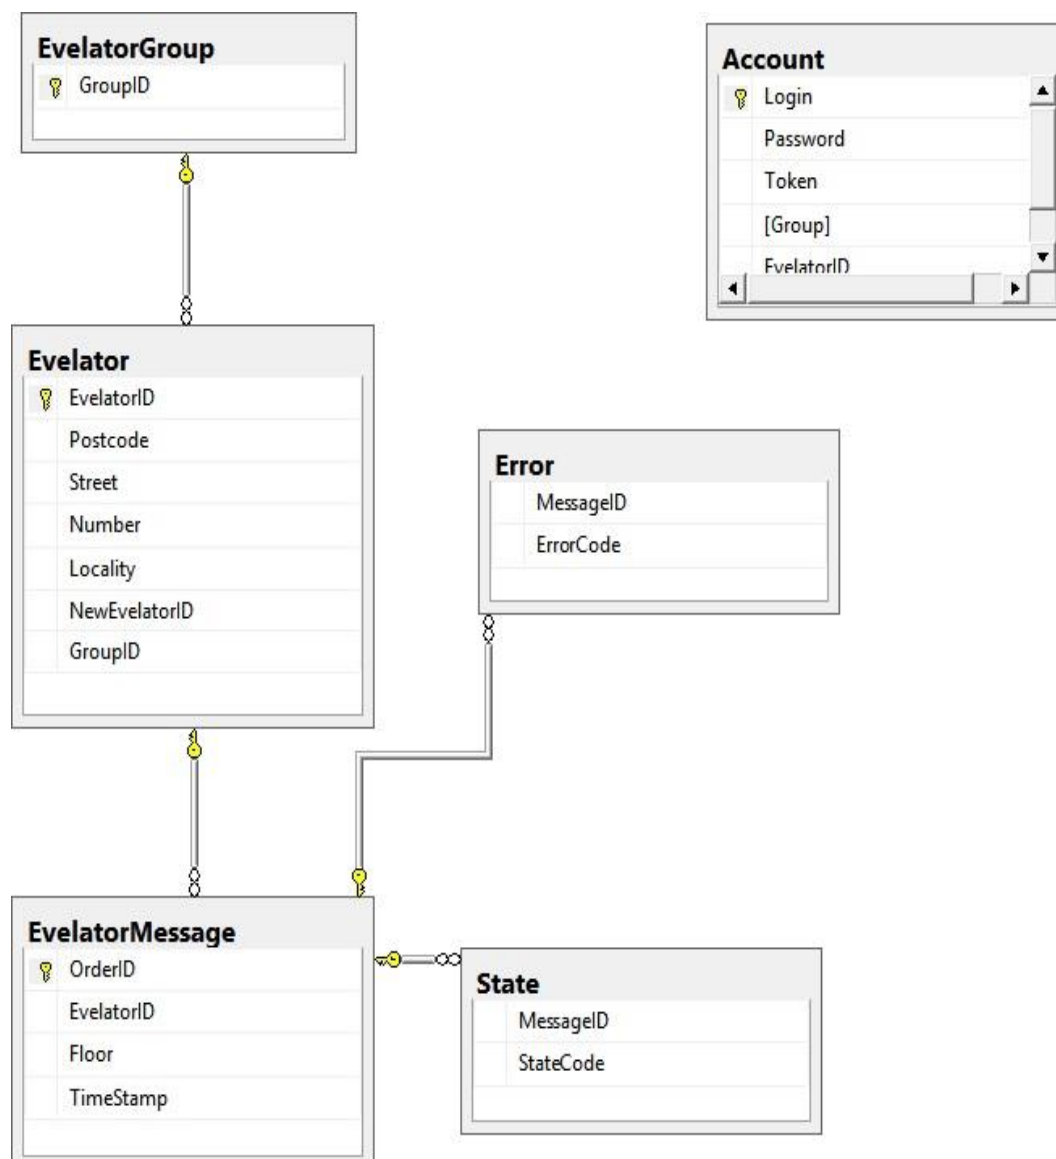 EvelatorGroup
GroupID
Account
Login
Password
Token
[Group]
EvelatorID
Evelator
EvelatorID
Postcode
Street
Number
Locality
NewEvelatorID
GroupID
Error
MessageID
ErrorCode
EvelatorMessage
OrderID
EvelatorID
Floor
TimeStamp
State
MessageID
StateCode